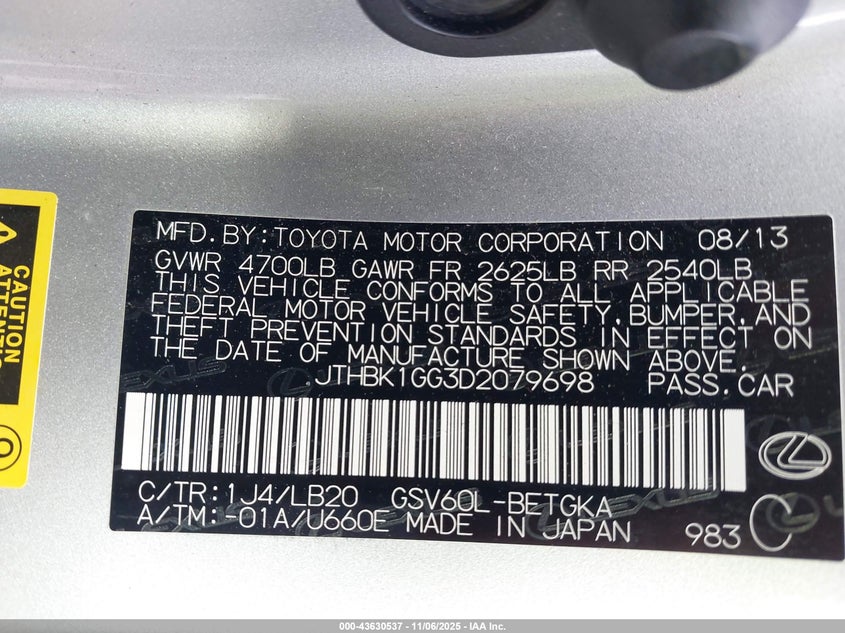 MFD.BY:TOYOTA MOTOR CORPORATION 08/13
GVWR 4700LB GAWR FR 2625LB RR 2540LB
THIS VEHICLE CONFORMS TO ALL APPLICABLE
FEDERAL MOTOR VEHICLE SAFETY,BUMPER,AND
THEFT PREVENTION STANDARDS IN EFFECT ON
THE DATE OF MANUFACTURE SHOWN ABOVE.
JTHBK1GG3D2079698 PASS.CAR
C/TR:1J4/LB20 GSV60L-BETGKA
A/TM:-01A/U660E MADE IN JAPAN 983
CAUTION
000-43630537 - 11/06/2025 - IAA Inc.